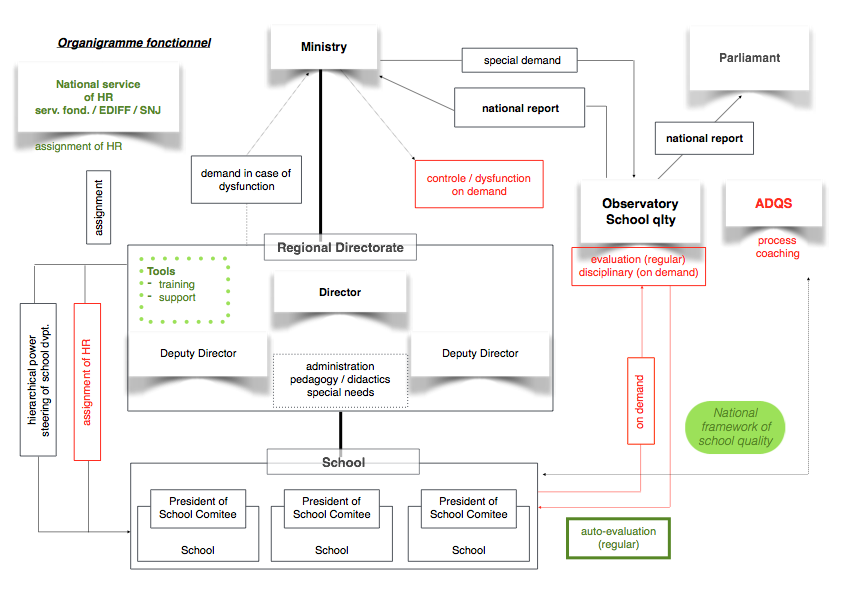 Organigramme fonctionnel
Ministry
special demand
Parliamant
National service
of HR
serv. fond. / EDIFF / SNJ
assignment of HR
national report
national report
demand in case of
dysfunction
controle / dysfunction
on demand
assignment
Observatory
School qlty
ADQS
process
coaching
evaluation (regular)
disciplinary (on demand)
Regional Directorate
Tools
- training
- support
Director
Deputy Director
Deputy Director
administration
pedagogy / didactics
special needs
hierarchical power
steering of school dvpt.
assignment of HR
on demand
National
framework of
school quality
School
President of
School Comitee
School
President of
School Comitee
School
President of
School Comitee
School
auto-evaluation
(regular)